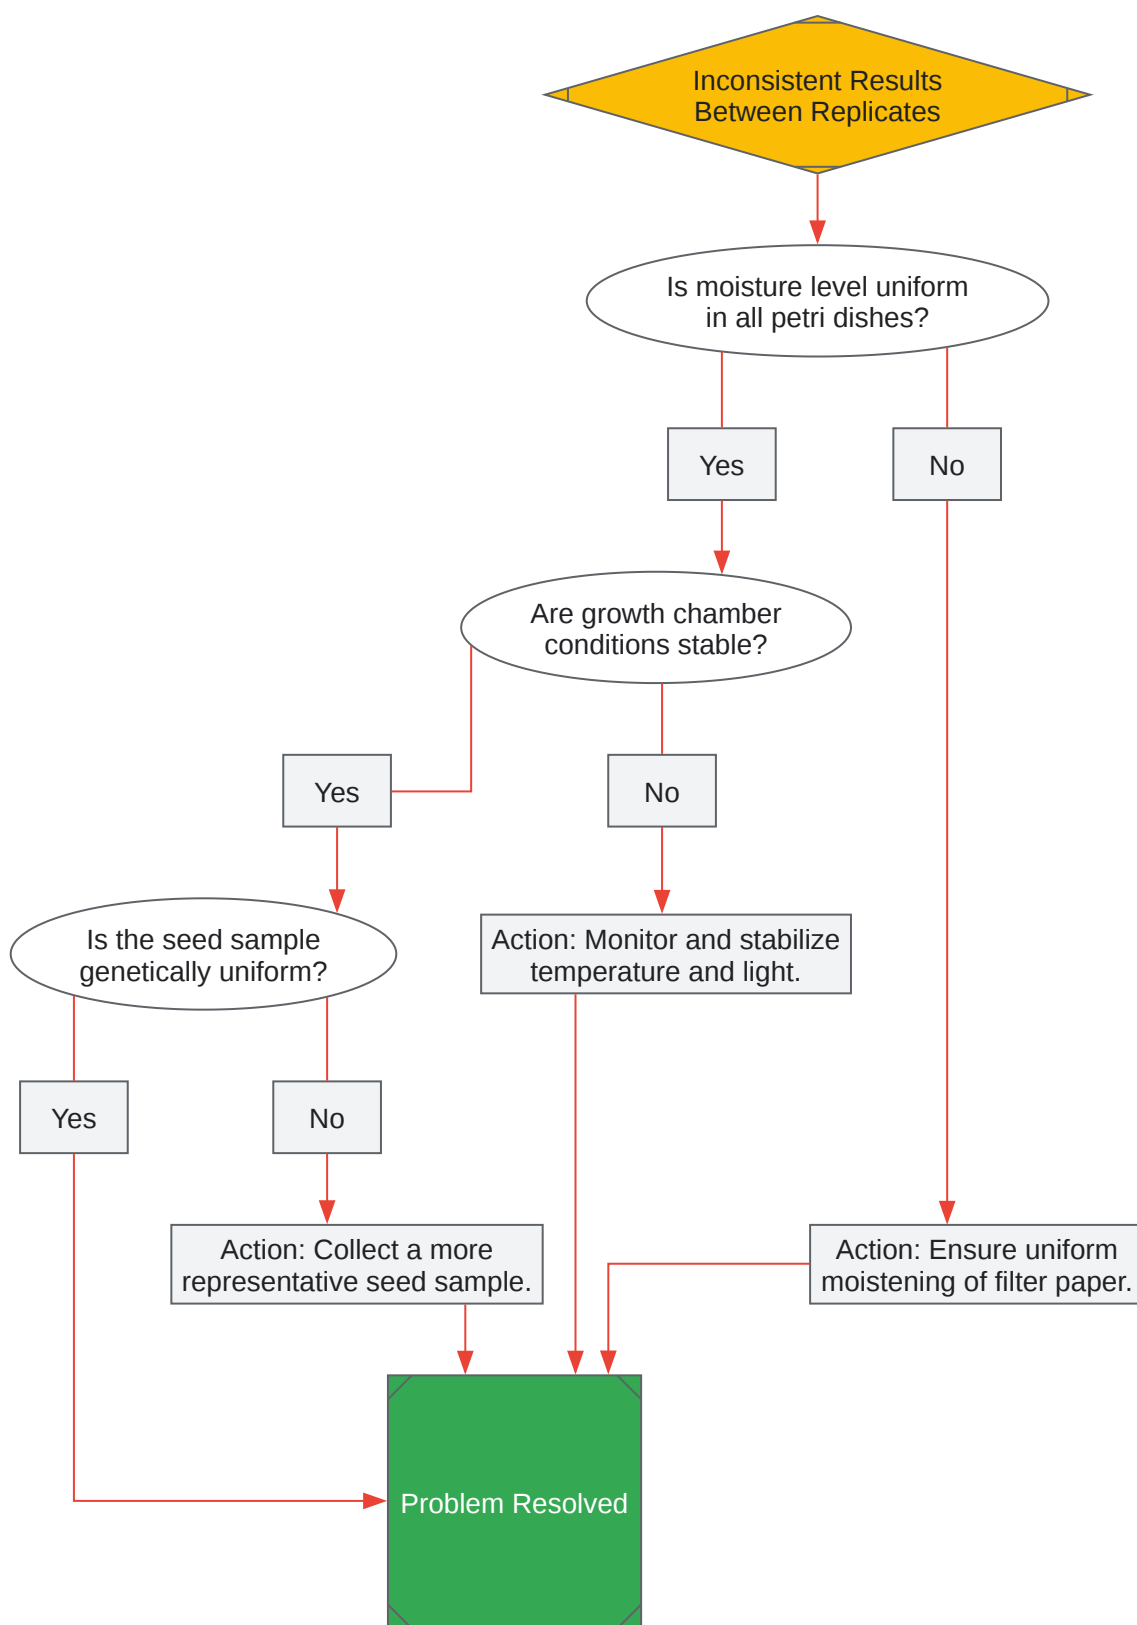 Inconsistent Results
Between Replicates
Is moisture level uniform
in all petri dishes?
Yes
No
Are growth chamber
conditions stable?
Yes
No
Is the seed sample
genetically uniform?
Action: Monitor and stabilize
temperature and light.
Yes
No
Action: Collect a more
representative seed sample.
Action: Ensure uniform
moistening of filter paper.
Problem Resolved